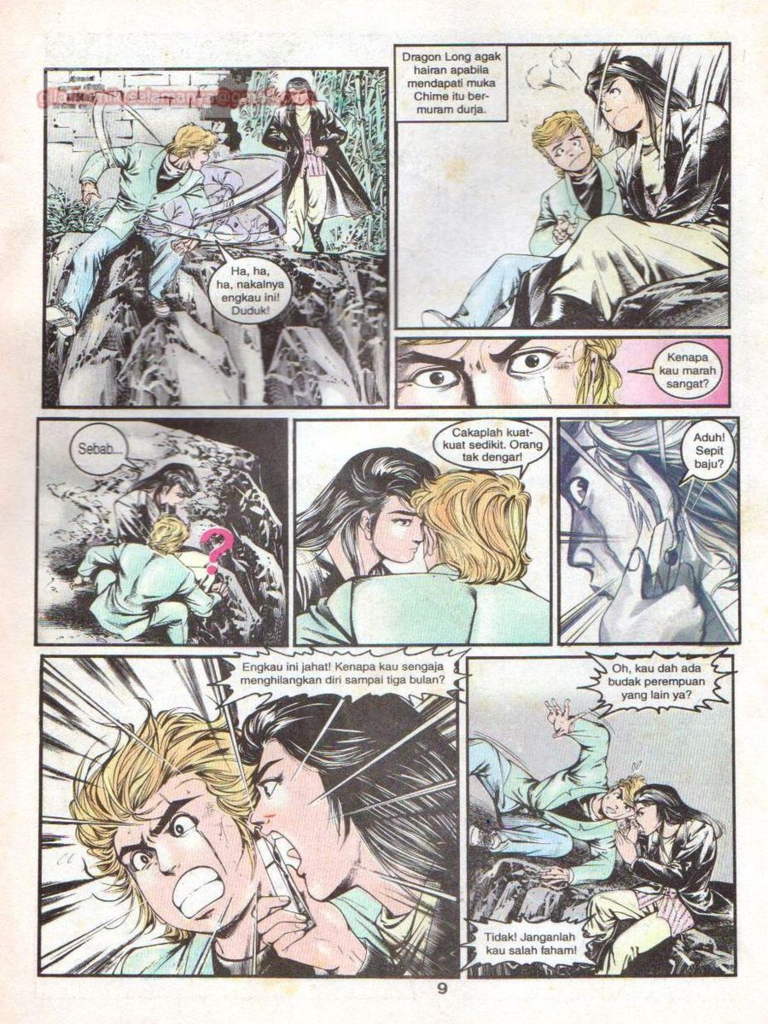 Ha, ha,
ha, nakalnya
engkau ini!
Duduk!
Dragon Long agak
hairan apabila
mendapati muka
Chime itu ber-
muram durja.
Kenapa
kau marah
sangat?
Sebab...
?
Cakaplah kuat-
kuat sedikit. Orang
tak dengar!
Aduh!
Sepit
baju?
Engkau ini jahat! Kenapa kau sengaja
menghilangkan diri sampai tiga bulan?
Oh, kau dah ada
budak perempuan
yang lain ya?
Tidak! Janganlah
kau salah faham!
9